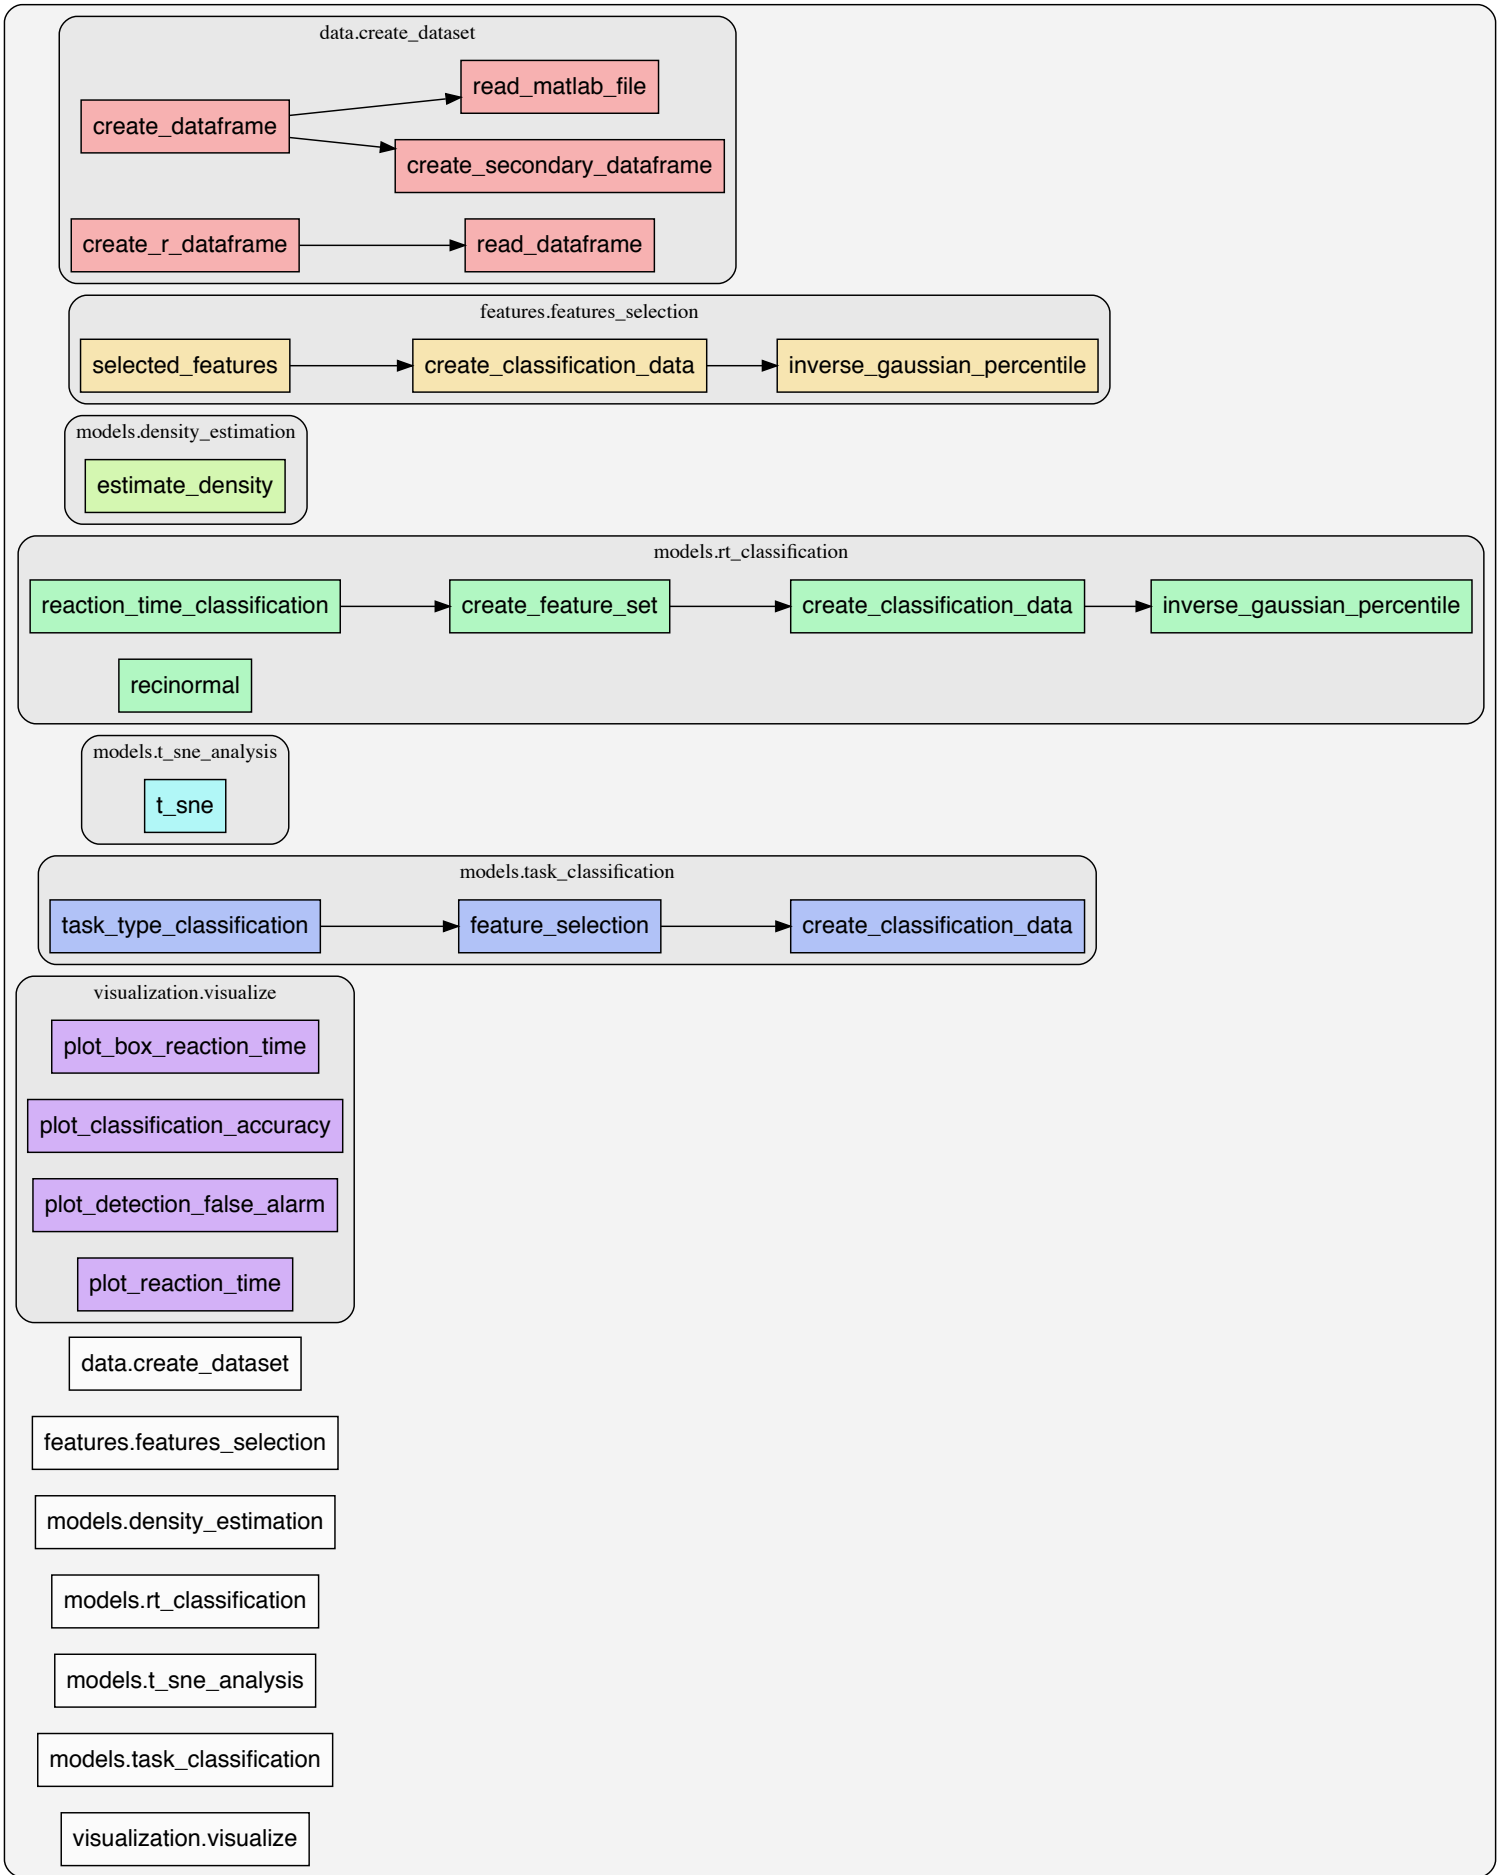 data.create_dataset
read_matlab_file
create_dataframe
create_secondary_dataframe
create_r_dataframe
read_dataframe
features.features_selection
selected_features
create_classification_data
inverse_gaussian_percentile
models.density_estimation
estimate_density
models.rt_classification
reaction_time_classification
create_feature_set
create_classification_data
inverse_gaussian_percentile
recinormal
models.t_sne_analysis
t_sne
models.task_classification
task_type_classification
feature_selection
create_classification_data
visualization.visualize
plot_box_reaction_time
plot_classification_accuracy
plot_detection_false_alarm
plot_reaction_time
data.create_dataset
features.features_selection
models.density_estimation
models.rt_classification
models.t_sne_analysis
models.task_classification
visualization.visualize